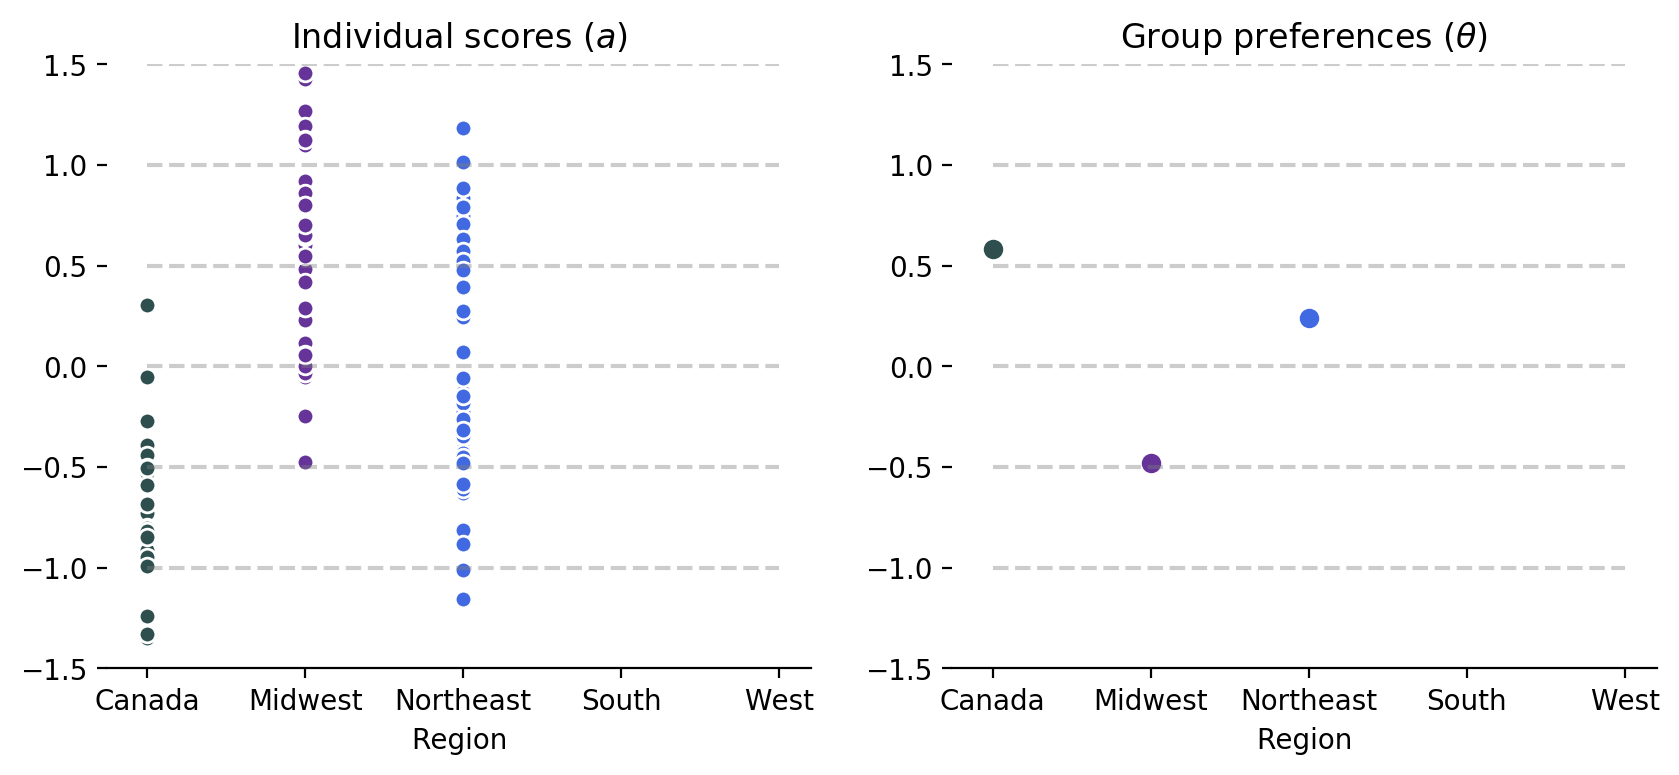 Individual scores (a)
1.5
1.0
0.5
0.0
−0.5
−1.0
−1.5
Canada Midwest Northeast South West
Region
Group preferences (θ)
1.5
1.0
0.5
0.0
−0.5
−1.0
−1.5
Canada Midwest Northeast South West
Region